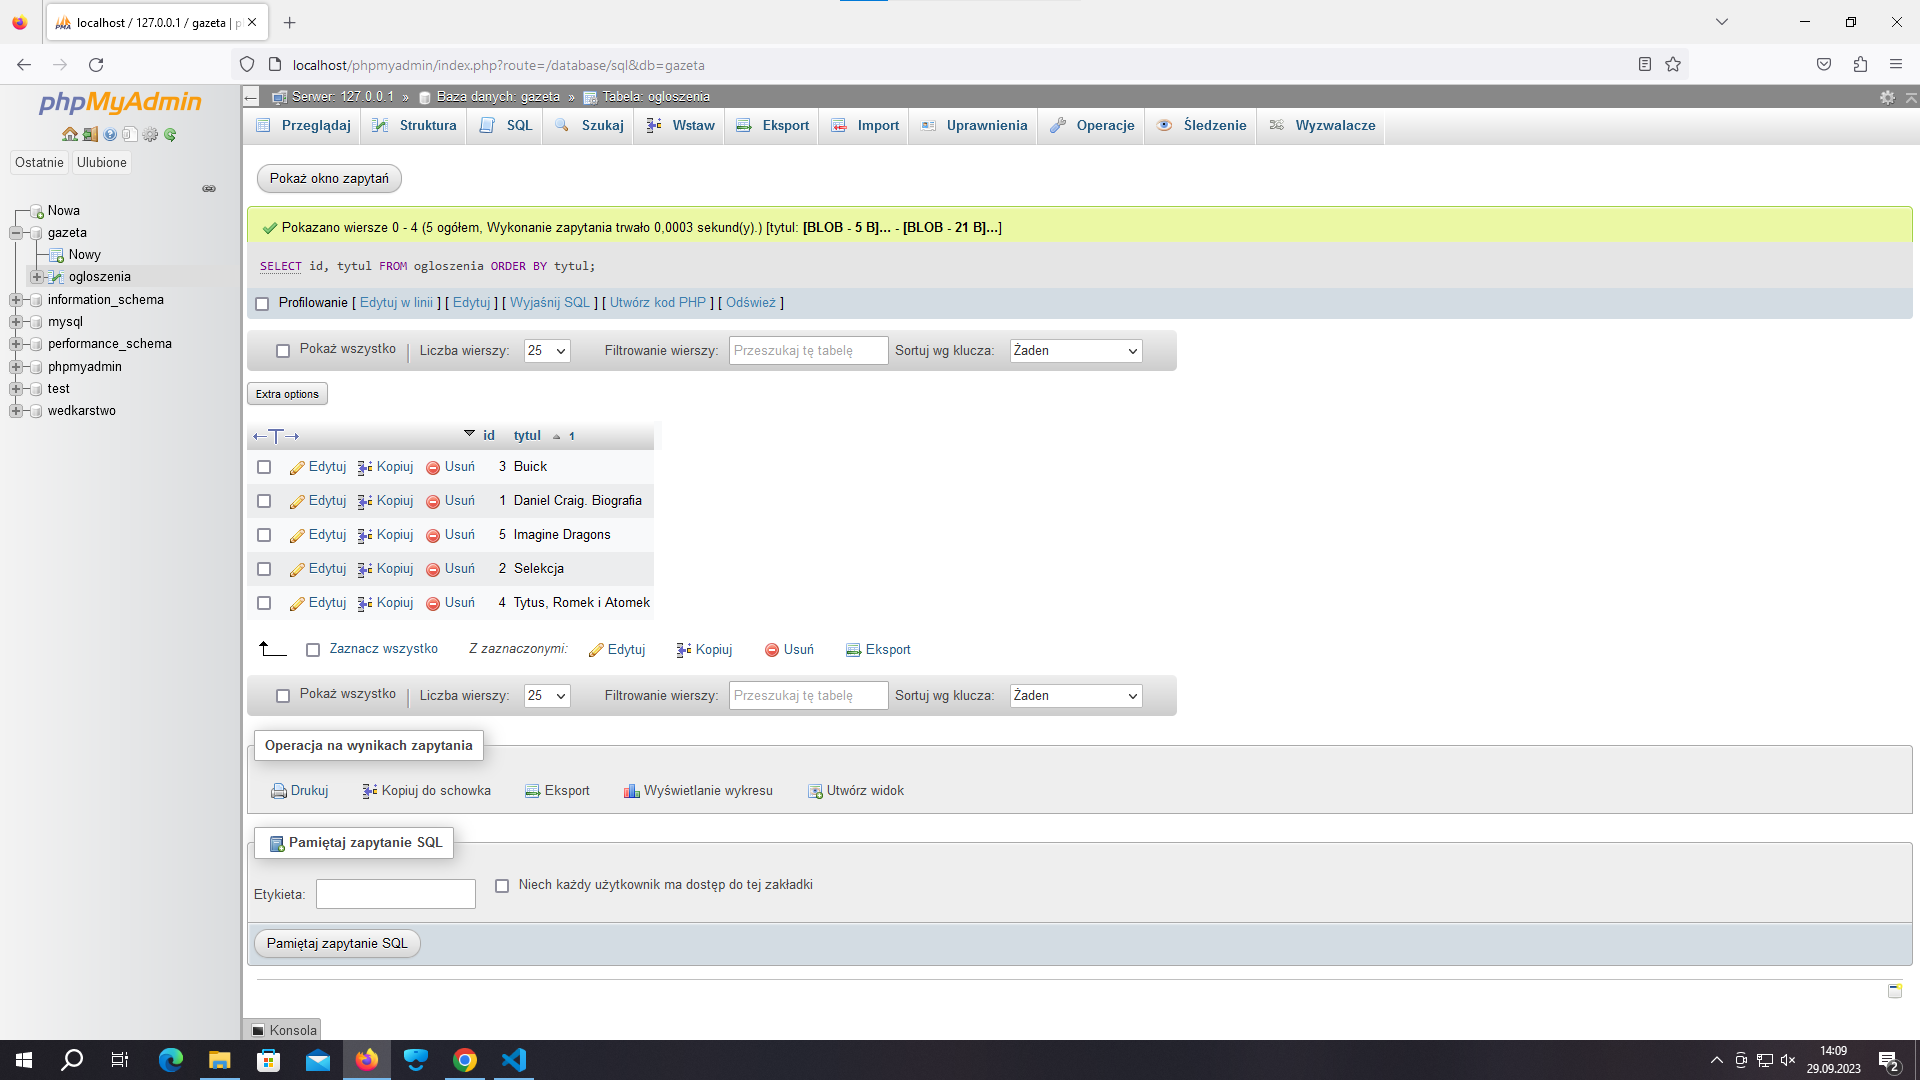 localhost / 127.0.0.1 / gazeta | p
localhost/phpmyadmin/index.php?route=/database/sql&db=gazeta
phpMyAdmin
Ostatnie Ulubione
Nowa
gazeta
Nowy
ogloszenia
information_schema
mysql
performance_schema
phpmyadmin
test
wedkarstwo
Serwer: 127.0.0.1 » Baza danych: gazeta » Tabela: ogloszenia
Przeglądaj Struktura SQL Szukaj Wstaw Eksport Import Uprawnienia Operacje Śledzenie Wyzwalacze
Pokaż okno zapytań
Pokazano wiersze 0 - 4 (5 ogółem, Wykonanie zapytania trwało 0,0003 sekund(y).) [tytul: [BLOB - 5 B]... - [BLOB - 21 B]...]
SELECT id, tytul FROM ogloszenia ORDER BY tytul;
Profilowanie [ Edytuj w linii ] [ Edytuj ] [ Wyjaśnij SQL ] [ Utwórz kod PHP ] [ Odśwież ]
Pokaż wszystko | Liczba wierszy: 25 Filtrowanie wierszy: Przeszukaj tę tabelę Sortuj wg klucza: Żaden
Extra options
←T→ id tytul 1
Edytuj Kopiuj Usuń 3 Buick
Edytuj Kopiuj Usuń 1 Daniel Craig. Biografia
Edytuj Kopiuj Usuń 5 Imagine Dragons
Edytuj Kopiuj Usuń 2 Selekcja
Edytuj Kopiuj Usuń 4 Tytus, Romek i Atomek
Zaznacz wszystko Z zaznaczonymi: Edytuj Kopiuj Usuń Eksport
Pokaż wszystko | Liczba wierszy: 25 Filtrowanie wierszy: Przeszukaj tę tabelę Sortuj wg klucza: Żaden
Operacja na wynikach zapytania
Drukuj Kopiuj do schowka Eksport Wyświetlanie wykresu Utwórz widok
Pamiętaj zapytanie SQL
Etykieta: Niech każdy użytkownik ma dostęp do tej zakładki
Pamiętaj zapytanie SQL
Konsola
14:09
29.09.2023
2